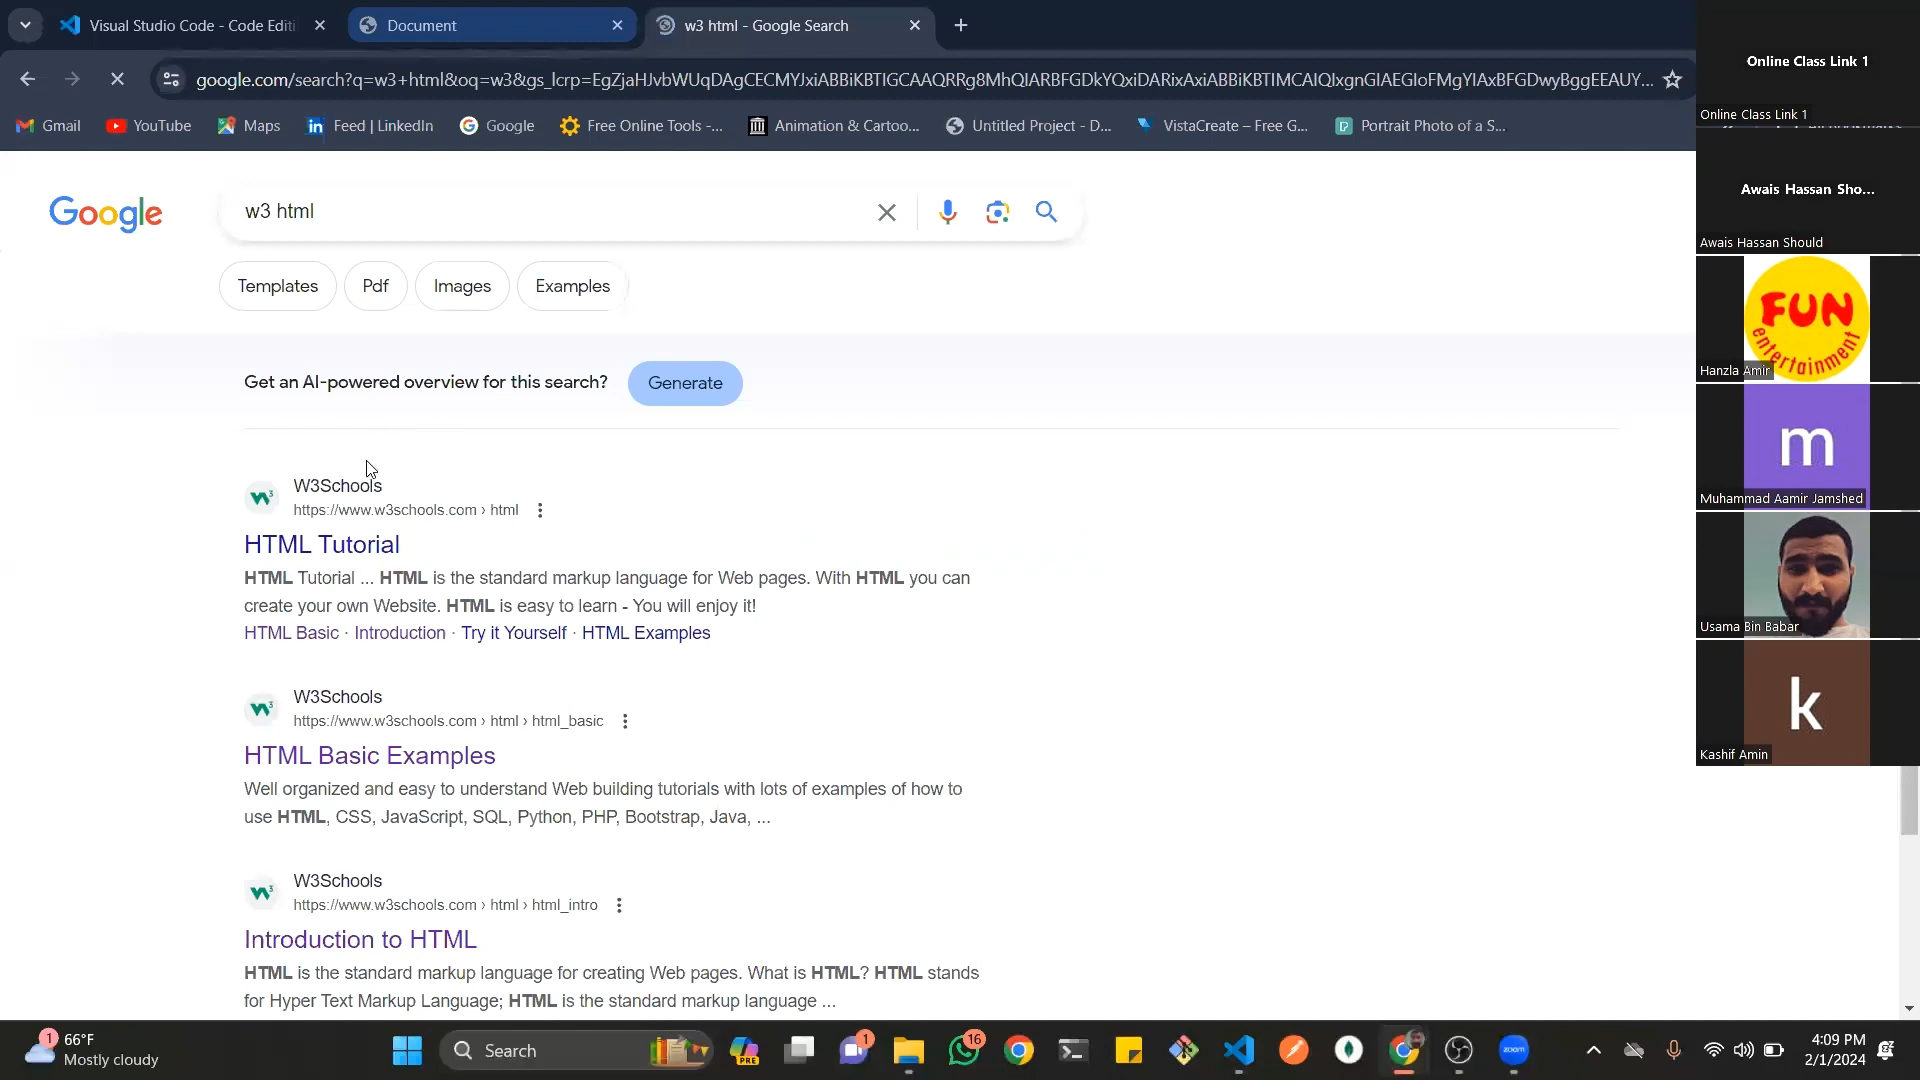 Visual Studio Code - Code Editi
Document
w3 html - Google Search
google.com/search?q=w3+html&oq=w3&gs_lcrp=EgZjaHJvbWUqDAgCECMYJxiABBiKBTIGCAAQRRg8MhQIARBFGDkYQxiDARixAxiABBiKBTIMCAIQIxgnGIAEGIoFMgYIAxBFGDwyBggEEAUY...
Gmail
YouTube
Maps
Feed | LinkedIn
Google
Free Online Tools -...
Animation & Cartoo...
Untitled Project - D...
VistaCreate – Free G...
Portrait Photo of a S...
Google
w3 html
Templates
Pdf
Images
Examples
Get an AI-powered overview for this search?
Generate
W3Schools
https://www.w3schools.com › html
HTML Tutorial
HTML Tutorial ... HTML is the standard markup language for Web pages. With HTML you can
create your own Website. HTML is easy to learn - You will enjoy it!
HTML Basic · Introduction · Try it Yourself · HTML Examples
W3Schools
https://www.w3schools.com › html › html_basic
HTML Basic Examples
Well organized and easy to understand Web building tutorials with lots of examples of how to
use HTML, CSS, JavaScript, SQL, Python, PHP, Bootstrap, Java, ...
W3Schools
https://www.w3schools.com › html › html_intro
Introduction to HTML
HTML is the standard markup language for creating Web pages. What is HTML? HTML stands
for Hyper Text Markup Language; HTML is the standard markup language ...
Online Class Link 1
Online Class Link 1
Awais Hassan Sho...
Awais Hassan Should
FUN
entertainment
Hanzla Amir
m
Muhammad Aamir Jamshed
Usama Bin Babar
k
Kashif Amin
1
66°F
Mostly cloudy
Search
PRE
1
16
zoom
4:09 PM
2/1/2024